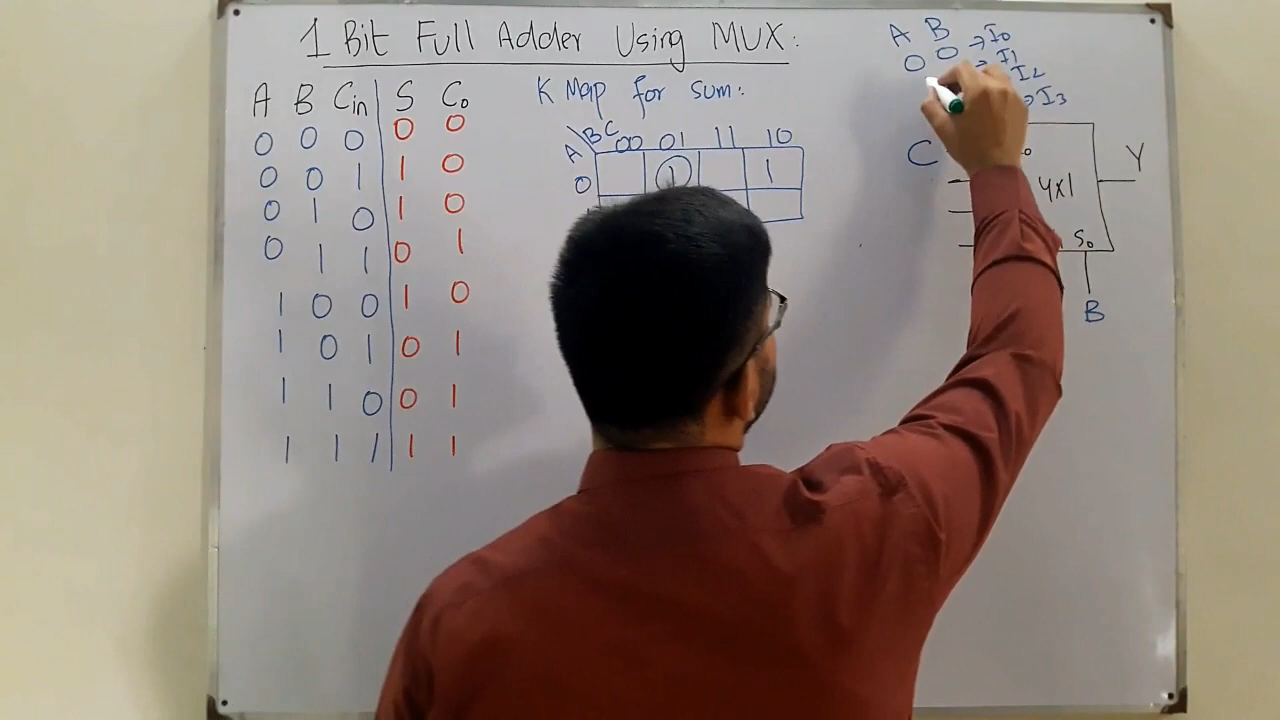 1 Bit Full Adder Using MUX:
A B Cin S Co
0 0 0 0 0
0 0 1 1 0
0 1 0 1 0
0 1 1 0 1
1 0 0 1 0
1 0 1 0 1
1 1 0 0 1
1 1 1 1 1
K Map for sum:
A BC 00 01 11 10
0 1 1
A B
0 0 → I0
→ I1
I2
→ I3
C
4x1
Y
S0
B